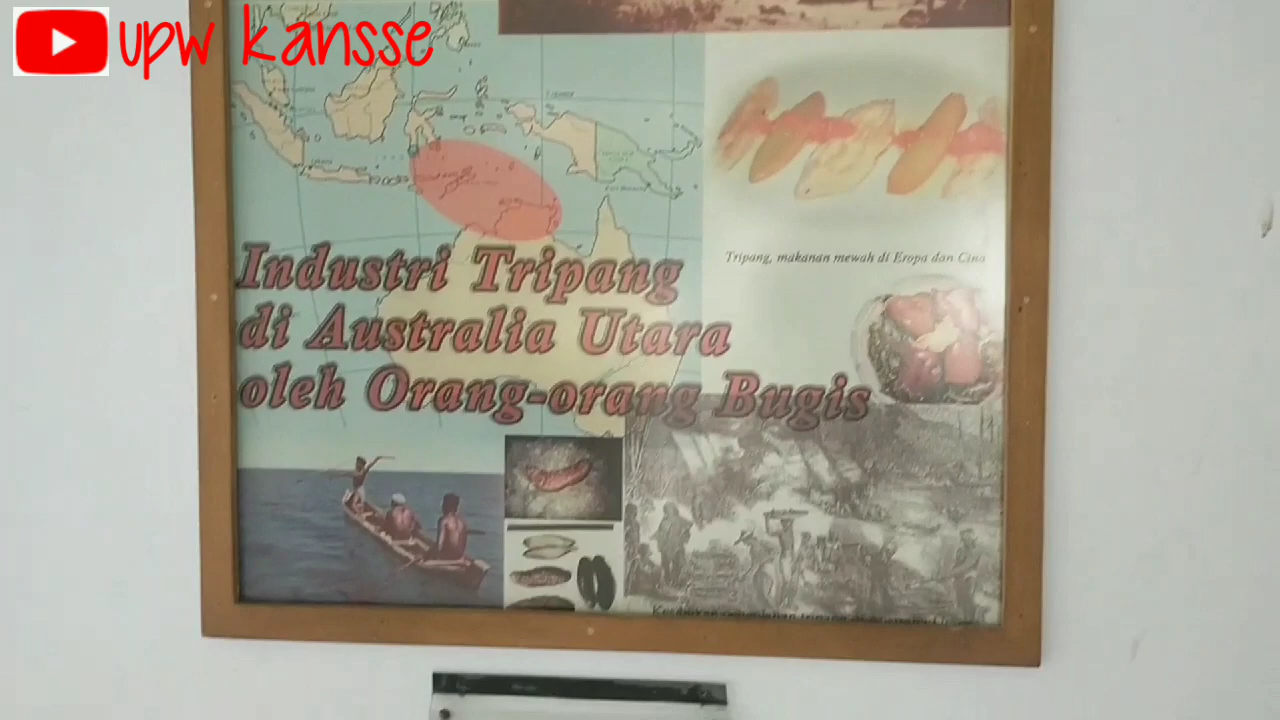 upw kansse
Tripang, makanan mewah di Eropa dan Cina
Industri Tripang
di Australia Utara
oleh Orang-orang Bugis